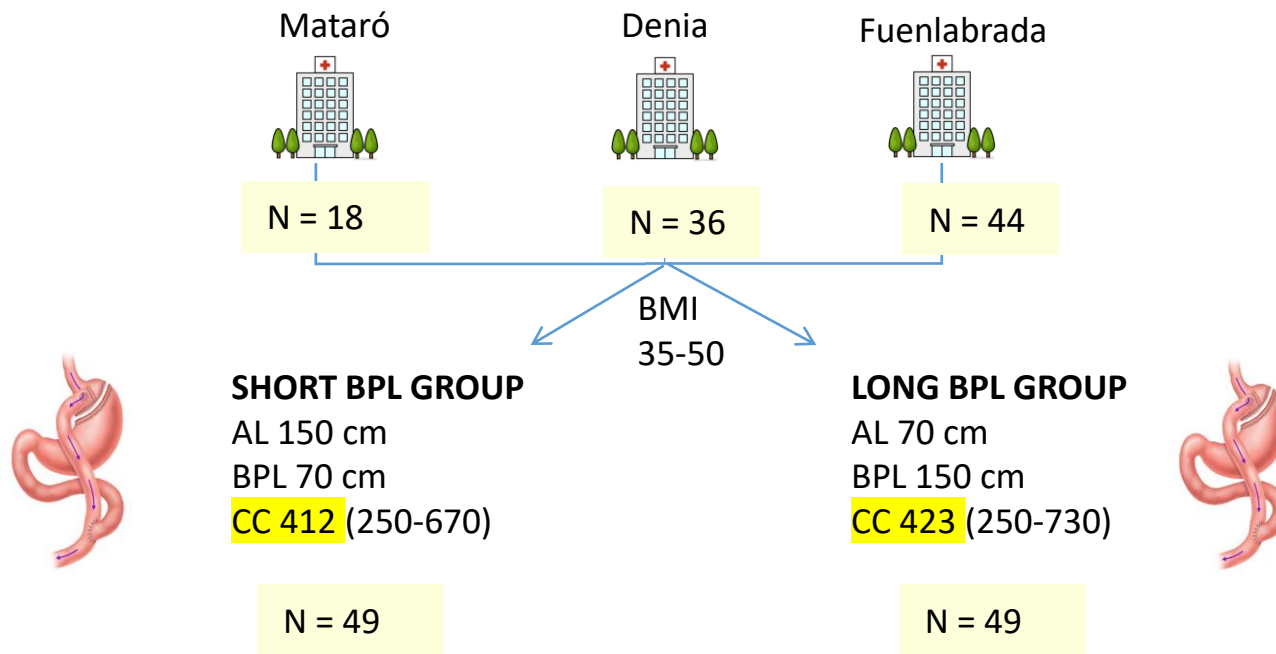 Mataró
Denia
Fuenlabrada
N = 18
N = 36
N = 44
BMI
35-50
SHORT BPL GROUP
AL 150 cm
BPL 70 cm
CC 412 (250-670)
N = 49
LONG BPL GROUP
AL 70 cm
BPL 150 cm
CC 423 (250-730)
N = 49